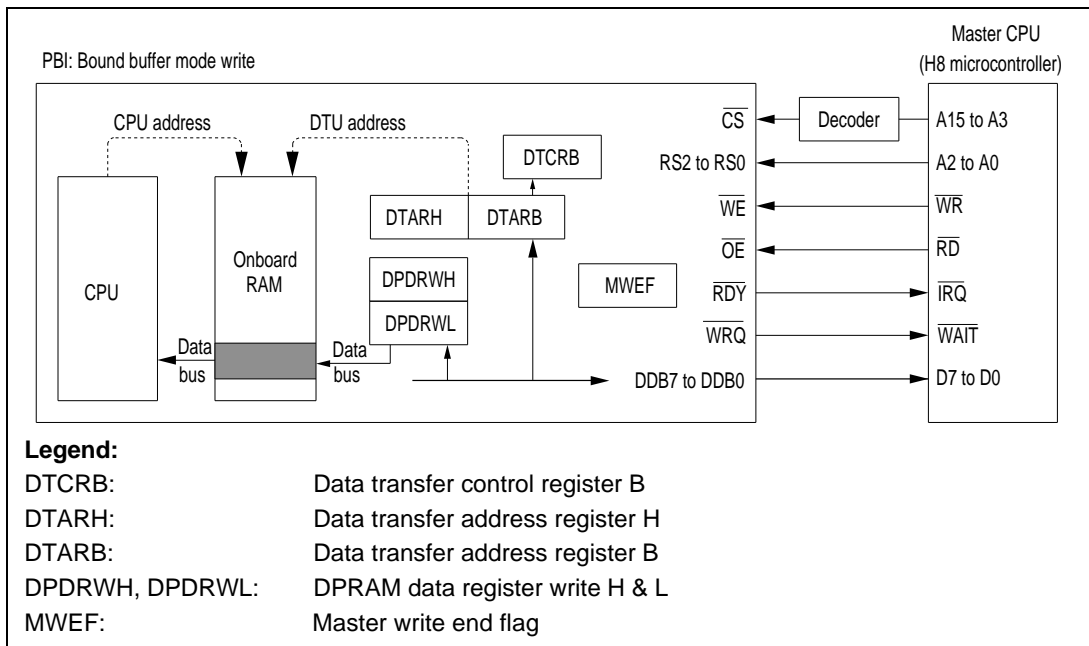 Master CPU
(H8 microcontroller)
PBI: Bound buffer mode write
CPU address
DTU address
CS
Decoder
A15 to A3
DTCRB
RS2 to RS0
A2 to A0
DTARH
DTARB
WE
WR
Onboard
RAM
OE
RD
CPU
DPDRWH
MWEF
RDY
IRQ
DPDRWL
WRQ
WAIT
Data
bus
Data
bus
DDB7 to DDB0
D7 to D0
Legend:
DTCRB: Data transfer control register B
DTARH: Data transfer address register H
DTARB: Data transfer address register B
DPDRWH, DPDRWL: DPRAM data register write H & L
MWEF: Master write end flag